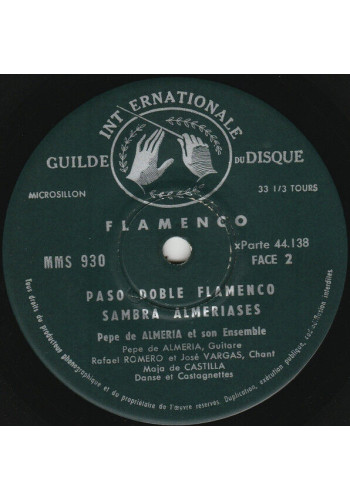 INTERNATIONALE
GUILDE DU DISQUE
MICROSILLON
33 1/3 TOURS
FLAMENCO
MMS 930
xParte 44.138
FACE 2
PASO DOBLE FLAMENCO
SAMBRA ALMERIASES
Pepe de ALMERIA et son Ensemble
Pepe de ALMERIA, Guitare
Rafael ROMERO et José VARGAS, Chant
Maja de CASTILLA
Danse et Castagnettes
Tous droits du producteur phonographique et du propriétaire de l'œuvre réservés. Duplication, exécution publique, radiodiffusion interdites.